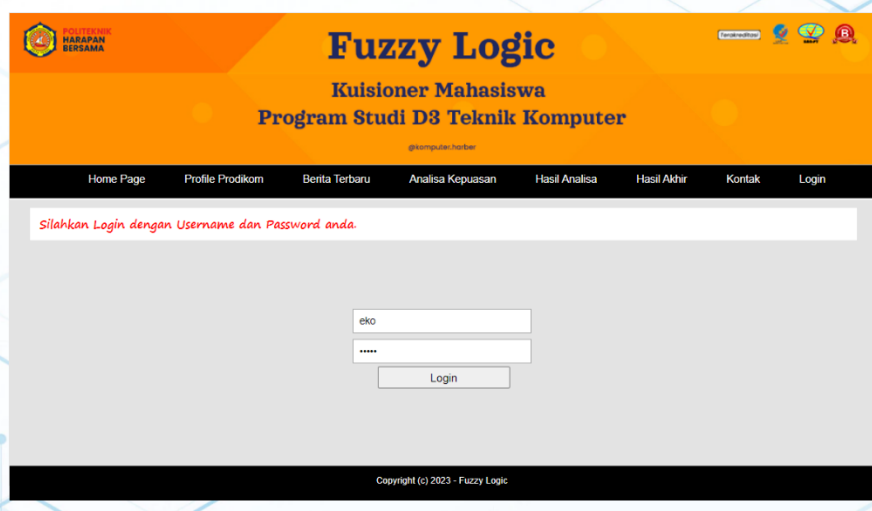 POLITEKNIK
HARAPAN
BERSAMA
Terakreditasi
B
Fuzzy Logic
Kuisioner Mahasiswa
Program Studi D3 Teknik Komputer
@komputer.harber
Home Page Profile Prodikom Berita Terbaru Analisa Kepuasan Hasil Analisa Hasil Akhir Kontak Login
Silahkan Login dengan Username dan Password anda.
eko
•••••
Login
Copyright (c) 2023 - Fuzzy Logic